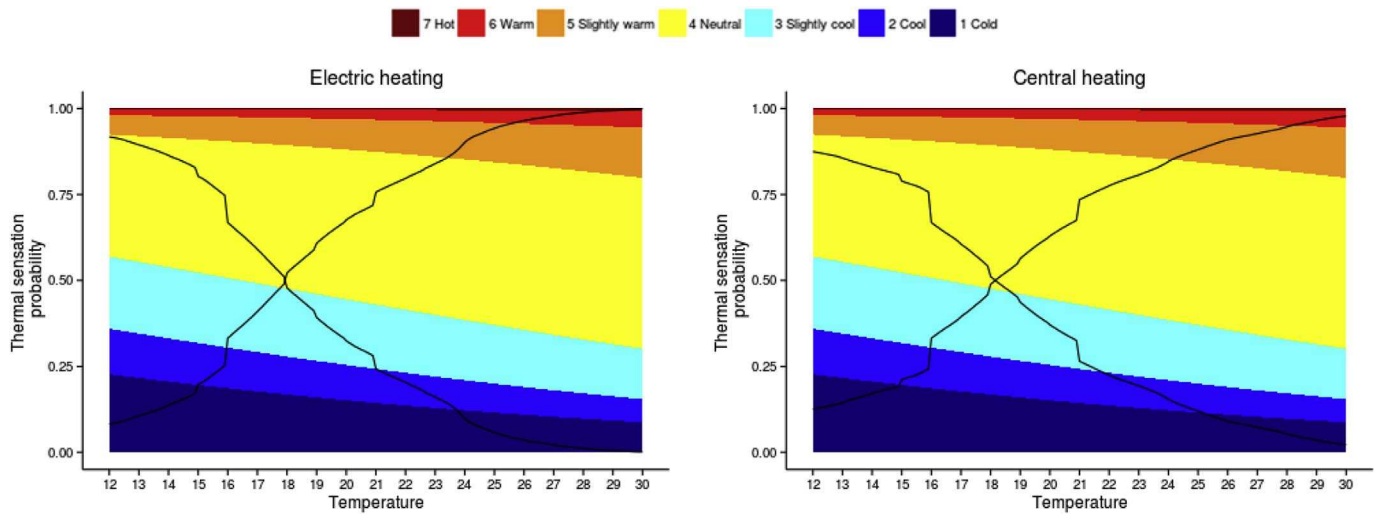 7 Hot 6 Warm 5 Slightly warm 4 Neutral 3 Slightly cool 2 Cool 1 Cold
Electric heating
Thermal sensation
probability
1.00
0.75
0.50
0.25
0.00
12 13 14 15 16 17 18 19 20 21 22 23 24 25 26 27 28 29 30
Temperature
Central heating
Thermal sensation
probability
1.00
0.75
0.50
0.25
0.00
12 13 14 15 16 17 18 19 20 21 22 23 24 25 26 27 28 29 30
Temperature